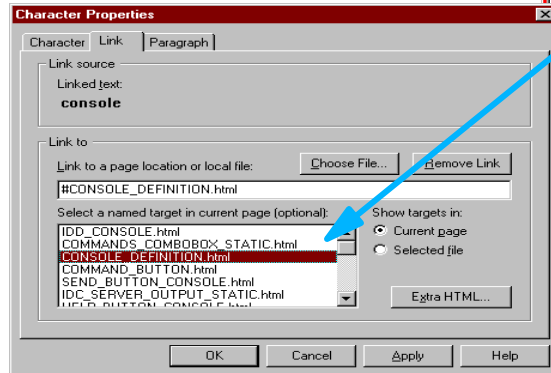 Character Properties
Character Link Paragraph
Link source
Linked text:
console
Link to
Link to a page location or local file: Choose File... Remove Link
#CONSOLE_DEFINITION.html
Select a named target in current page (optional): Show targets in:
IDD_CONSOLE.html
COMMANDS_COMBOBOX_STATIC.html
CONSOLE_DEFINITION.html
COMMAND_BUTTON.html
SEND_BUTTON_CONSOLE.html
IDC_SERVER_OUTPUT_STATIC.html
HELP_BUTTON_CONSOLE.html
Current page
Selected file
Extra HTML...
OK Cancel Apply Help